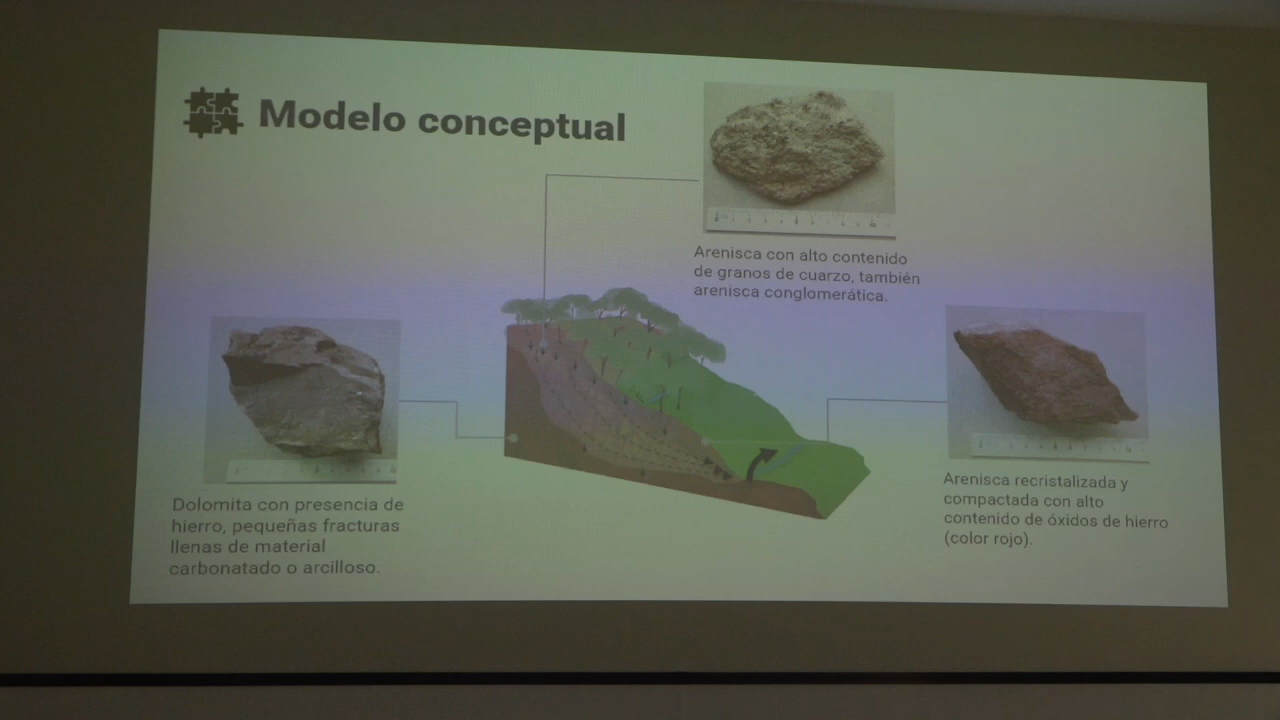 Modelo conceptual
Arenisca con alto contenido
de granos de cuarzo, también
arenisca conglomerática.
Dolomita con presencia de
hierro, pequeñas fracturas
llenas de material
carbonatado o arcilloso.
Arenisca recristalizada y
compactada con alto
contenido de óxidos de hierro
(color rojo).